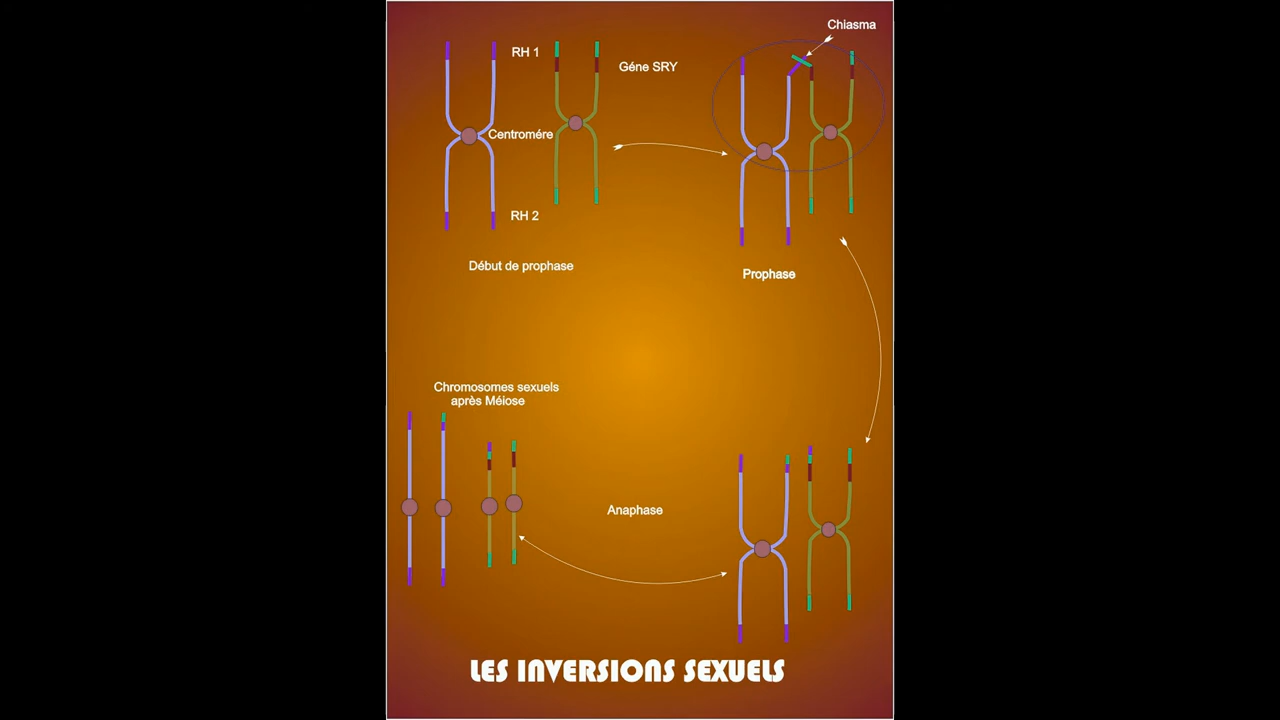 Chiasma
RH 1
Géne SRY
Centromére
RH 2
Début de prophase
Prophase
Chromosomes sexuels
après Méiose
Anaphase
LES INVERSIONS SEXUELS